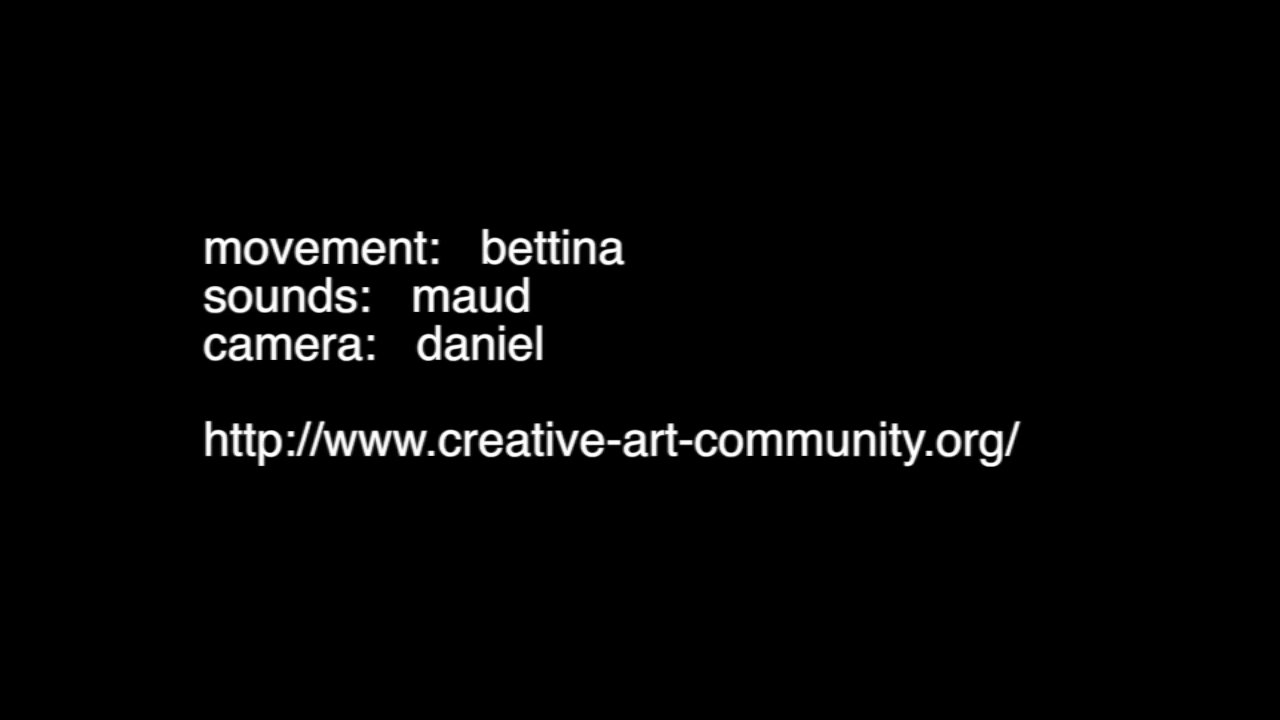 movement: bettina
sounds: maud
camera: daniel
http://www.creative-art-community.org/